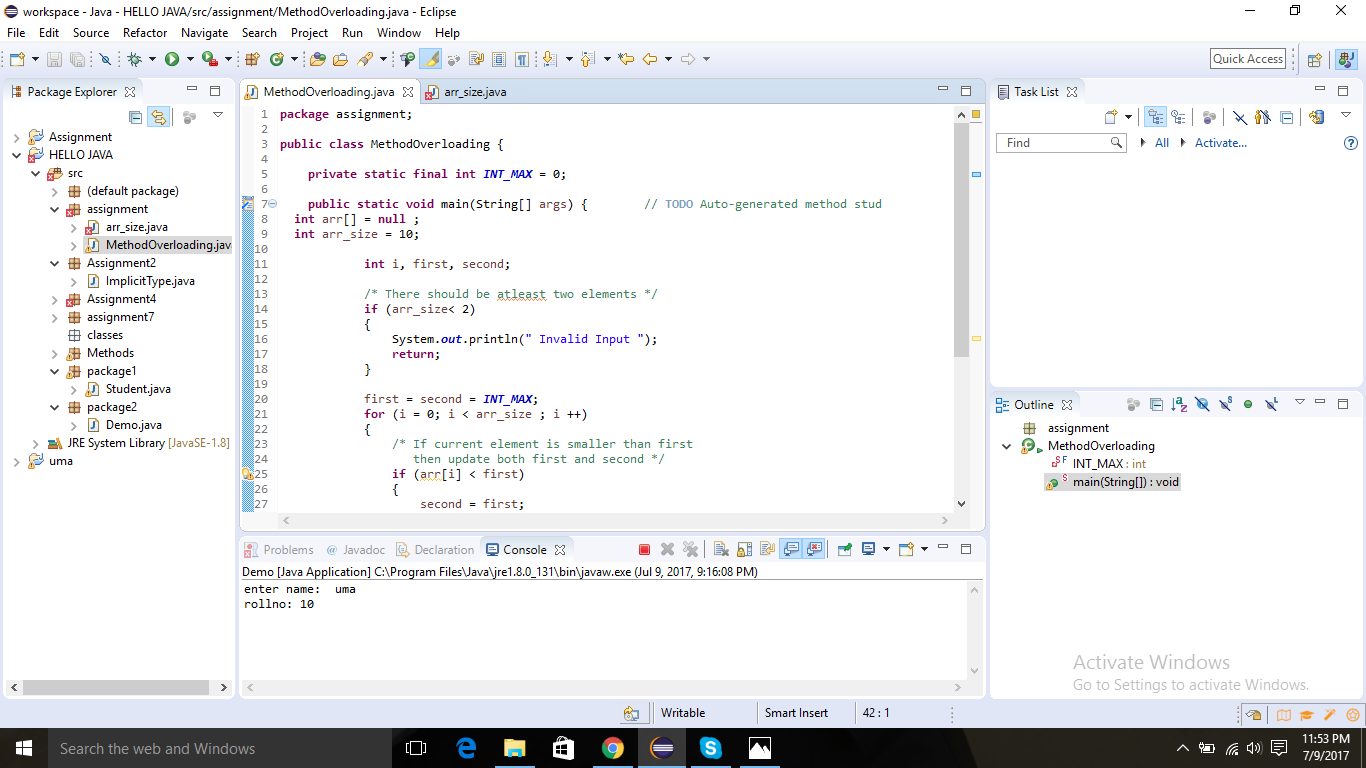 workspace - Java - HELLO JAVA/src/assignment/MethodOverloading.java - Eclipse
File Edit Source Refactor Navigate Search Project Run Window Help
Quick Access
Package Explorer
Assignment
HELLO JAVA
src
(default package)
assignment
arr_size.java
MethodOverloading.jav
Assignment2
ImplicitType.java
Assignment4
assignment7
classes
Methods
package1
Student.java
package2
Demo.java
JRE System Library [JavaSE-1.8]
uma
MethodOverloading.java arr_size.java
1 package assignment;
2
3 public class MethodOverloading {
4
5 private static final int INT_MAX = 0;
6
7 public static void main(String[] args) { // TODO Auto-generated method stud
8 int arr[] = null ;
9 int arr_size = 10;
10
11 int i, first, second;
12
13 /* There should be atleast two elements */
14 if (arr_size< 2)
15 {
16 System.out.println(" Invalid Input ");
17 return;
18 }
19
20 first = second = INT_MAX;
21 for (i = 0; i < arr_size ; i ++)
22 {
23 /* If current element is smaller than first
24 then update both first and second */
25 if (arr[i] < first)
26 {
27 second = first;
Problems Javadoc Declaration Console
Demo [Java Application] C:\Program Files\Java\jre1.8.0_131\bin\javaw.exe (Jul 9, 2017, 9:16:08 PM)
enter name: uma
rollno: 10
Task List
Find All Activate...
Outline
assignment
MethodOverloading
INT_MAX : int
main(String[]) : void
Activate Windows
Go to Settings to activate Windows.
Writable Smart Insert 42 : 1
Search the web and Windows
11:53 PM
7/9/2017